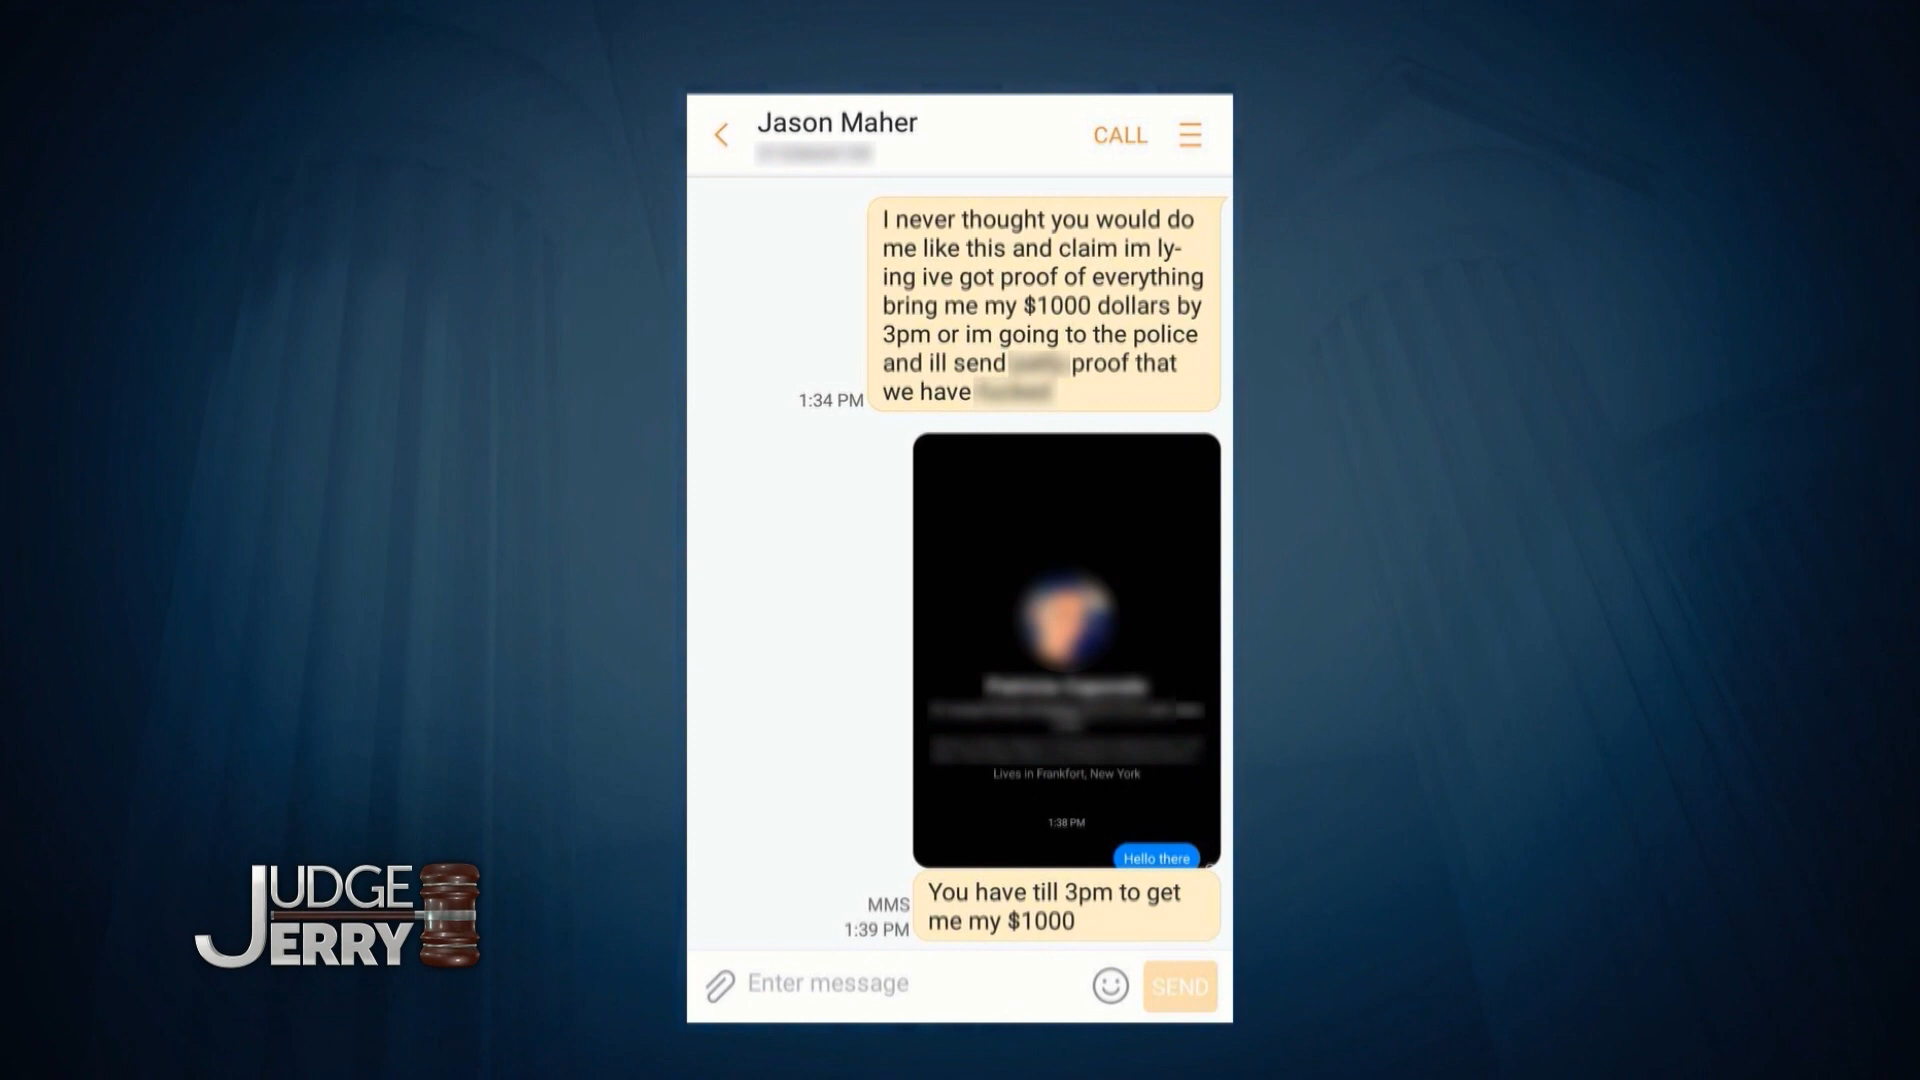 Jason Maher
CALL
I never thought you would do
me like this and claim im ly-
ing ive got proof of everything
bring me my $1000 dollars by
3pm or im going to the police
and ill send proof that
we have
1:34 PM
Lives in Frankfort, New York
1:38 PM
Hello there
You have till 3pm to get
me my $1000
MMS
1:39 PM
Enter message
SEND
JUDGE
JERRY